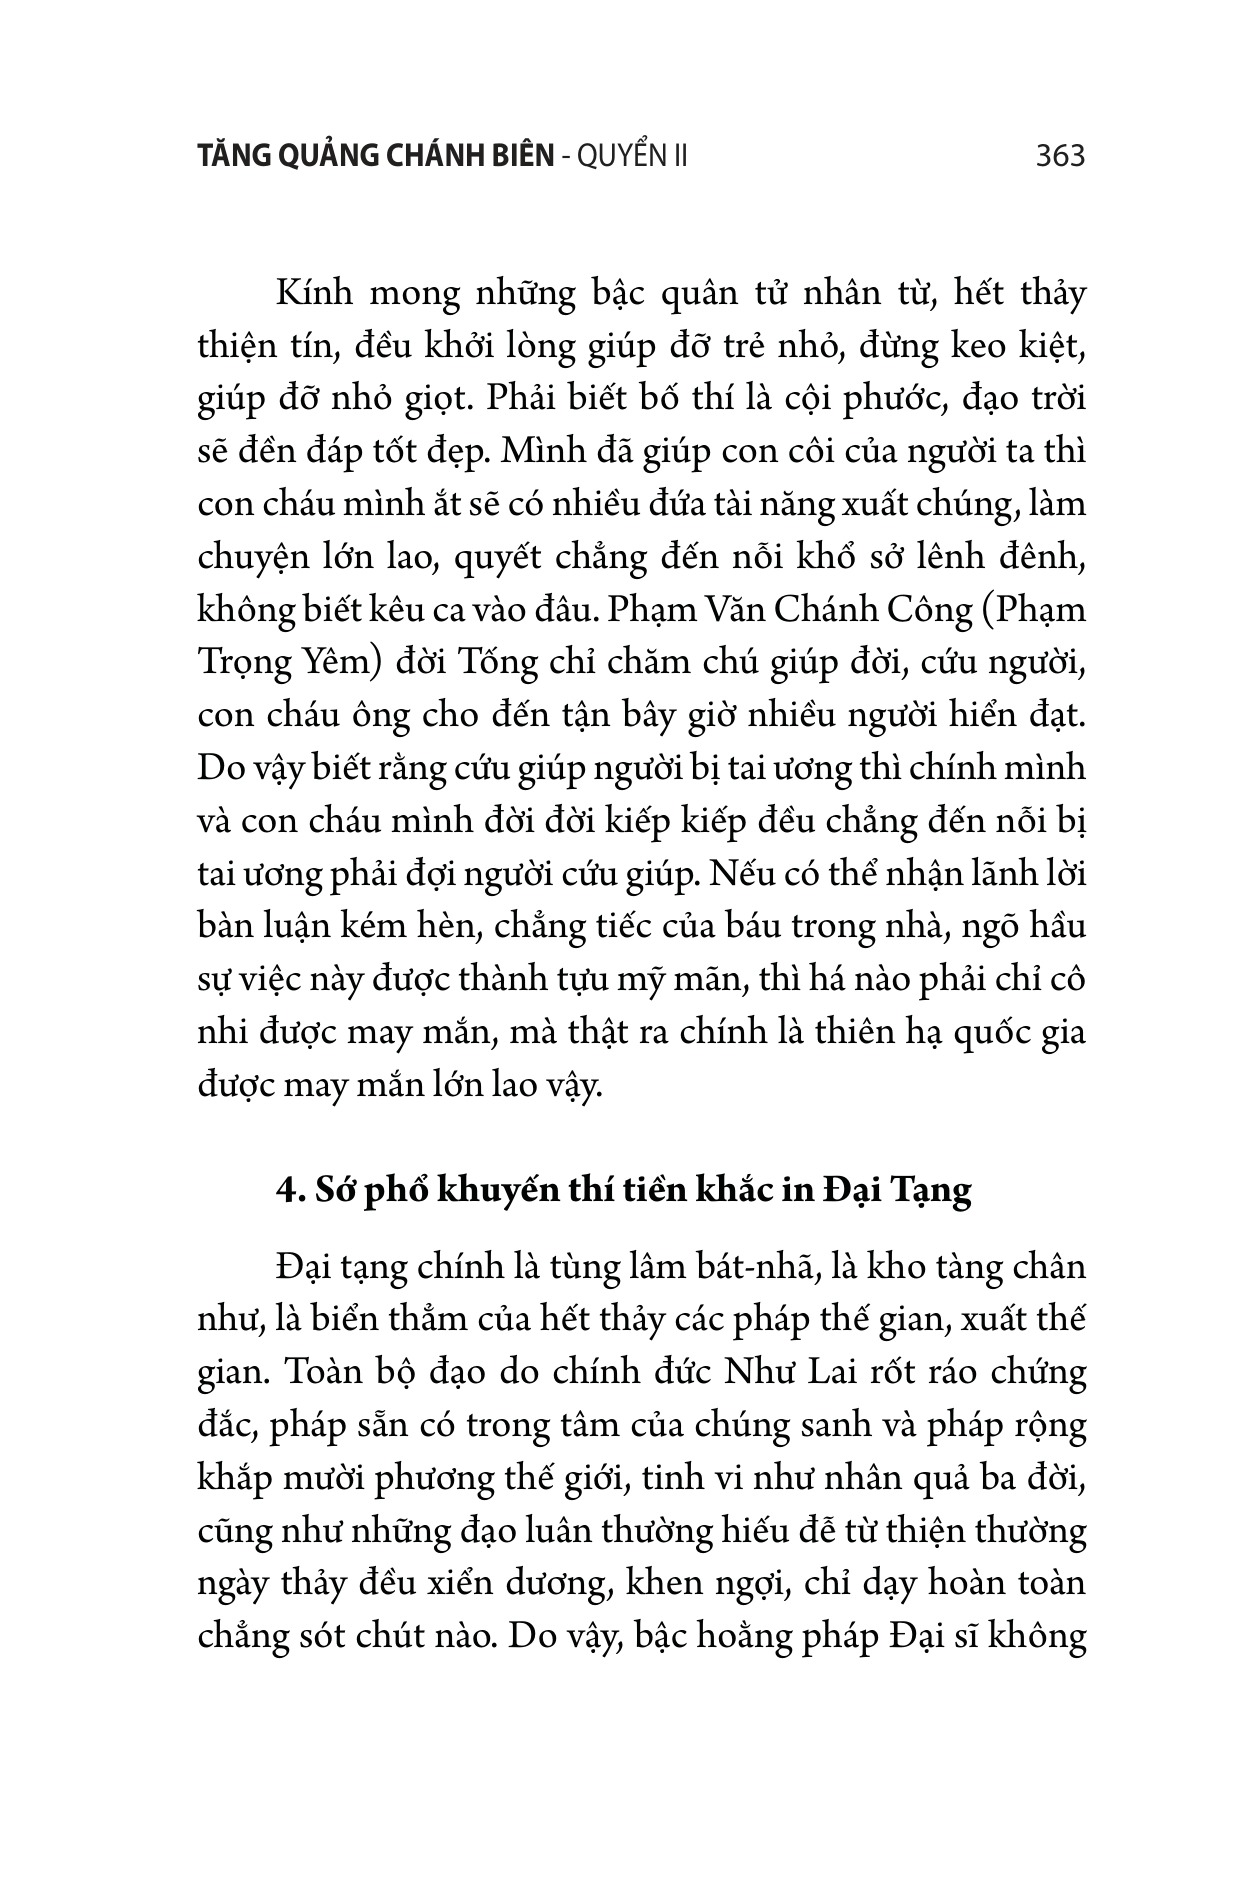 TĂNG QUẢNG CHÁNH BIÊN - QUYỂN II 363
Kính mong những bậc quân tử nhân từ, hết thảy
thiện tín, đều khởi lòng giúp đỡ trẻ nhỏ, đừng keo kiệt,
giúp đỡ nhỏ giọt. Phải biết bố thí là cội phước, đạo trời
sẽ đền đáp tốt đẹp. Mình đã giúp con côi của người ta thì
con cháu mình ắt sẽ có nhiều đứa tài năng xuất chúng, làm
chuyện lớn lao, quyết chẳng đến nỗi khổ sở lênh đênh,
không biết kêu ca vào đâu. Phạm Văn Chánh Công (Phạm
Trọng Yêm) đời Tống chỉ chăm chú giúp đời, cứu người,
con cháu ông cho đến tận bây giờ nhiều người hiển đạt.
Do vậy biết rằng cứu giúp người bị tai ương thì chính mình
và con cháu mình đời đời kiếp kiếp đều chẳng đến nỗi bị
tai ương phải đợi người cứu giúp. Nếu có thể nhận lãnh lời
bàn luận kém hèn, chẳng tiếc của báu trong nhà, ngõ hầu
sự việc này được thành tựu mỹ mãn, thì há nào phải chỉ cô
nhi được may mắn, mà thật ra chính là thiên hạ quốc gia
được may mắn lớn lao vậy.
4. Sớ phổ khuyến thí tiền khắc in Đại Tạng
Đại tạng chính là tùng lâm bát-nhã, là kho tàng chân
như, là biển thẳm của hết thảy các pháp thế gian, xuất thế
gian. Toàn bộ đạo do chính đức Như Lai rốt ráo chứng
đắc, pháp sẵn có trong tâm của chúng sanh và pháp rộng
khắp mười phương thế giới, tinh vi như nhân quả ba đời,
cũng như những đạo luân thường hiếu đễ từ thiện thường
ngày thảy đều xiển dương, khen ngợi, chỉ dạy hoàn toàn
chẳng sót chút nào. Do vậy, bậc hoằng pháp Đại sĩ không